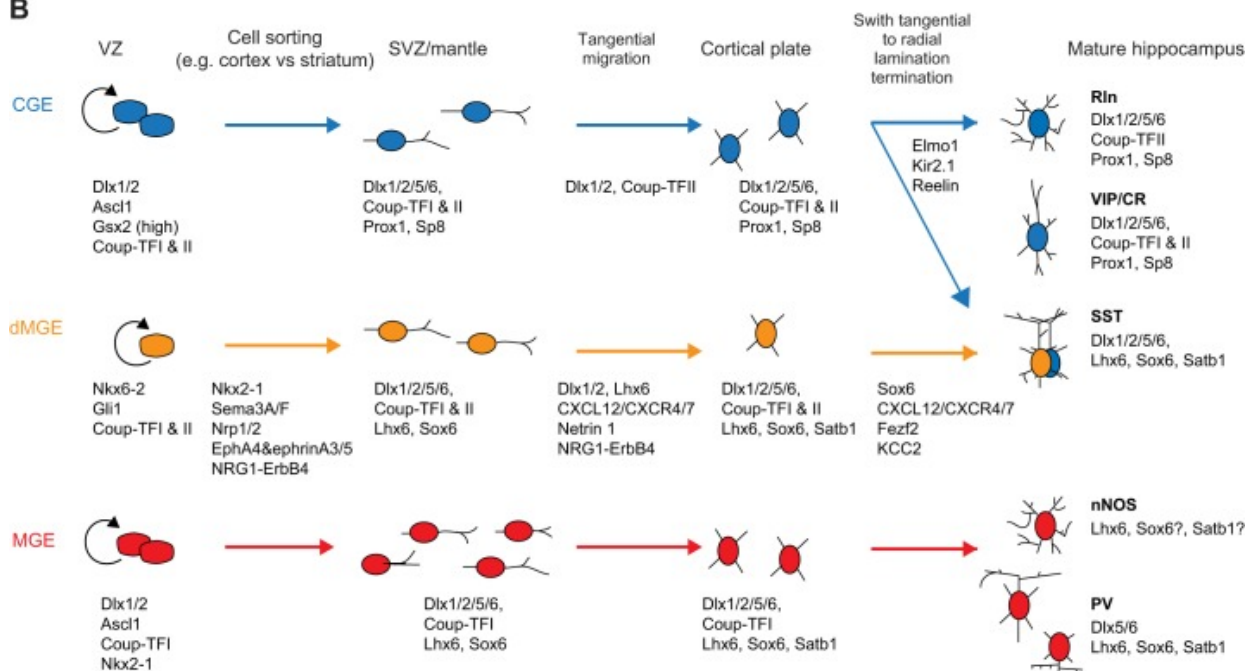 B
VZ
Cell sorting
(e.g. cortex vs striatum)
SVZ/mantle
Tangential
migration
Cortical plate
Swith tangential
to radial
lamination
termination
Mature hippocampus
CGE
Dlx1/2
Ascl1
Gsx2 (high)
Coup-TFI & II
Dlx1/2/5/6,
Coup-TFI & II
Prox1, Sp8
Dlx1/2, Coup-TFII
Dlx1/2/5/6,
Coup-TFI & II
Prox1, Sp8
Elmo1
Kir2.1
Reelin
RIn
Dlx1/2/5/6
Coup-TFII
Prox1, Sp8
VIP/CR
Dlx1/2/5/6,
Coup-TFI & II
Prox1, Sp8
dMGE
Nkx6-2
Gli1
Coup-TFI & II
Nkx2-1
Sema3A/F
Nrp1/2
EphA4&ephrinA3/5
NRG1-ErbB4
Dlx1/2/5/6,
Coup-TFI & II
Lhx6, Sox6
Dlx1/2, Lhx6
CXCL12/CXCR4/7
Netrin 1
NRG1-ErbB4
Dlx1/2/5/6,
Coup-TFI & II
Lhx6, Sox6, Satb1
Sox6
CXCL12/CXCR4/7
Fezf2
KCC2
SST
Dlx1/2/5/6,
Lhx6, Sox6, Satb1
MGE
Dlx1/2
Ascl1
Coup-TFI
Nkx2-1
Dlx1/2/5/6,
Coup-TFI
Lhx6, Sox6
Dlx1/2/5/6,
Coup-TFI
Lhx6, Sox6, Satb1
nNOS
Lhx6, Sox6?, Satb1?
PV
Dlx5/6
Lhx6, Sox6, Satb1